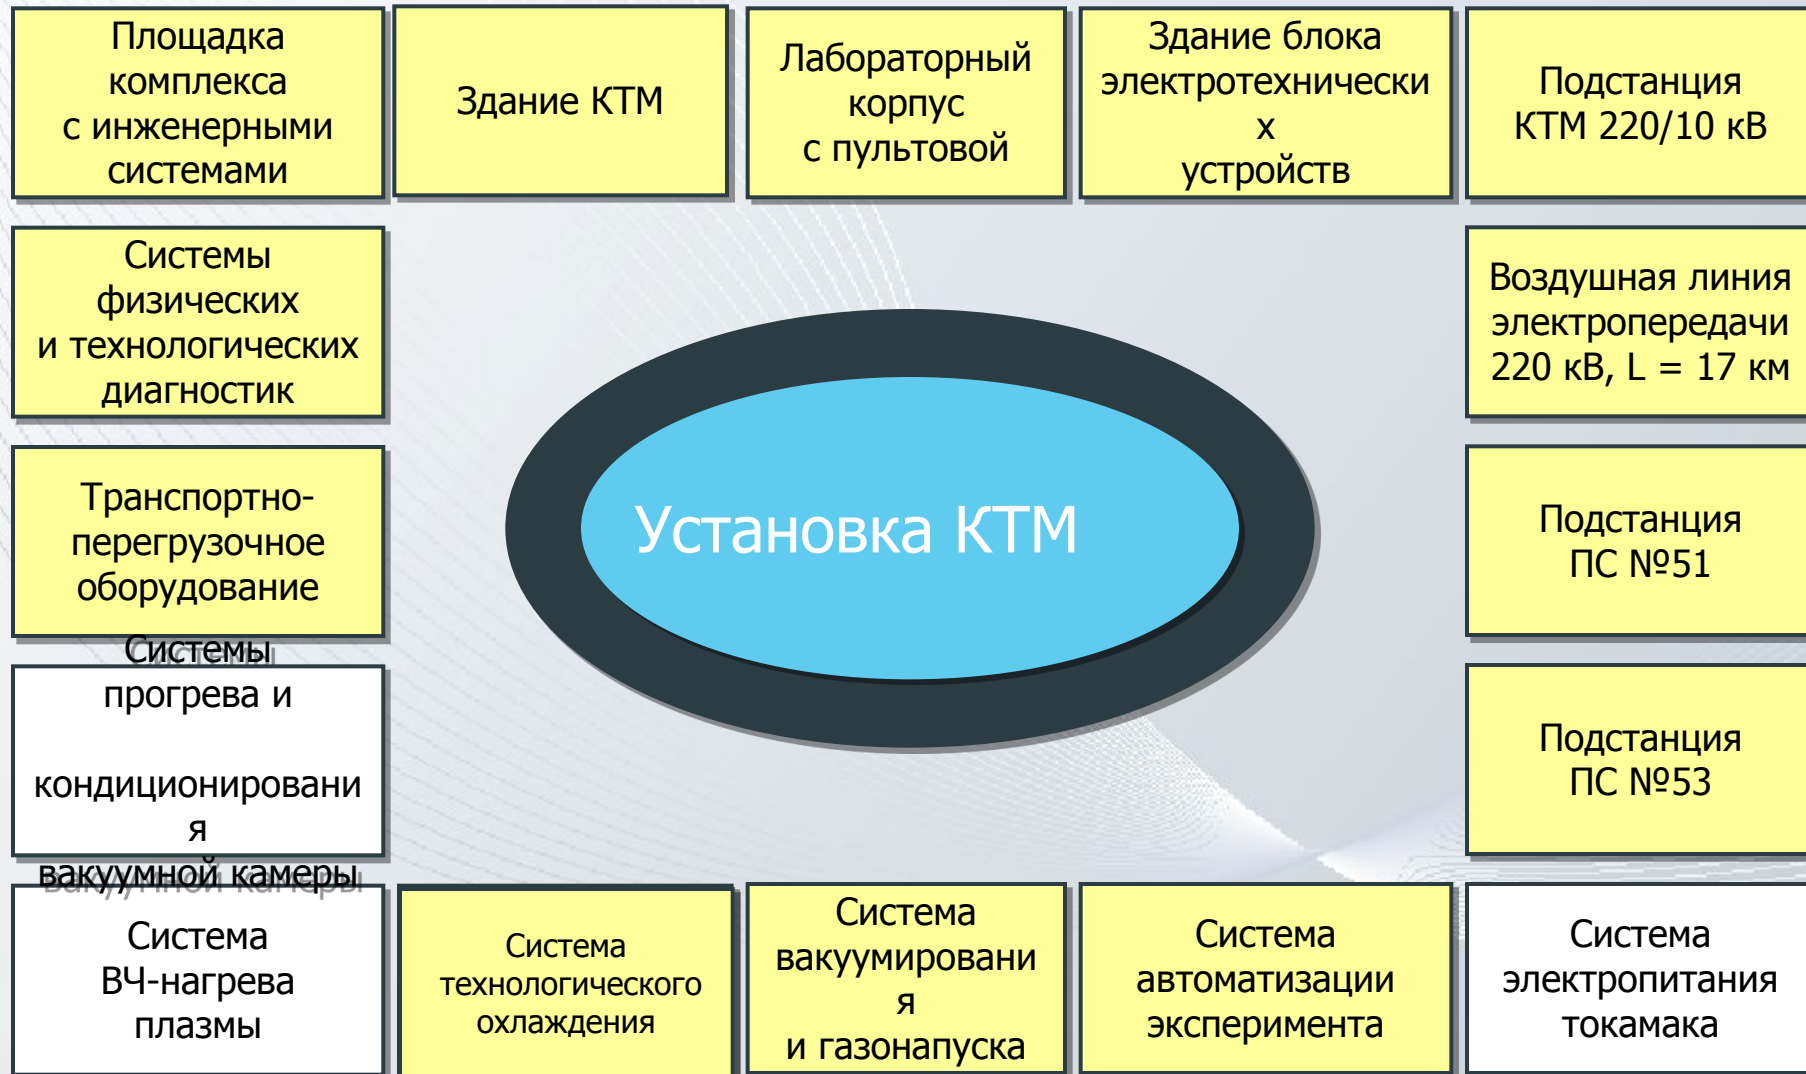 Площадка
комплекса
с инженерными
системами
Здание КТМ
Лабораторный
корпус
с пультовой
Здание блока
электротехнически
х
устройств
Подстанция
КТМ 220/10 кВ
Системы
физических
и технологических
диагностик
Воздушная линия
электропередачи
220 кВ, L = 17 км
Транспортно-
перегрузочное
оборудование
Установка КТМ
Подстанция
ПС №51
Системы
прогрева и
кондиционировани
я
вакуумной камеры
Подстанция
ПС №53
Система
ВЧ-нагрева
плазмы
Система
технологического
охлаждения
Система
вакуумировани
я
и газонапуска
Система
автоматизации
эксперимента
Система
электропитания
токамака